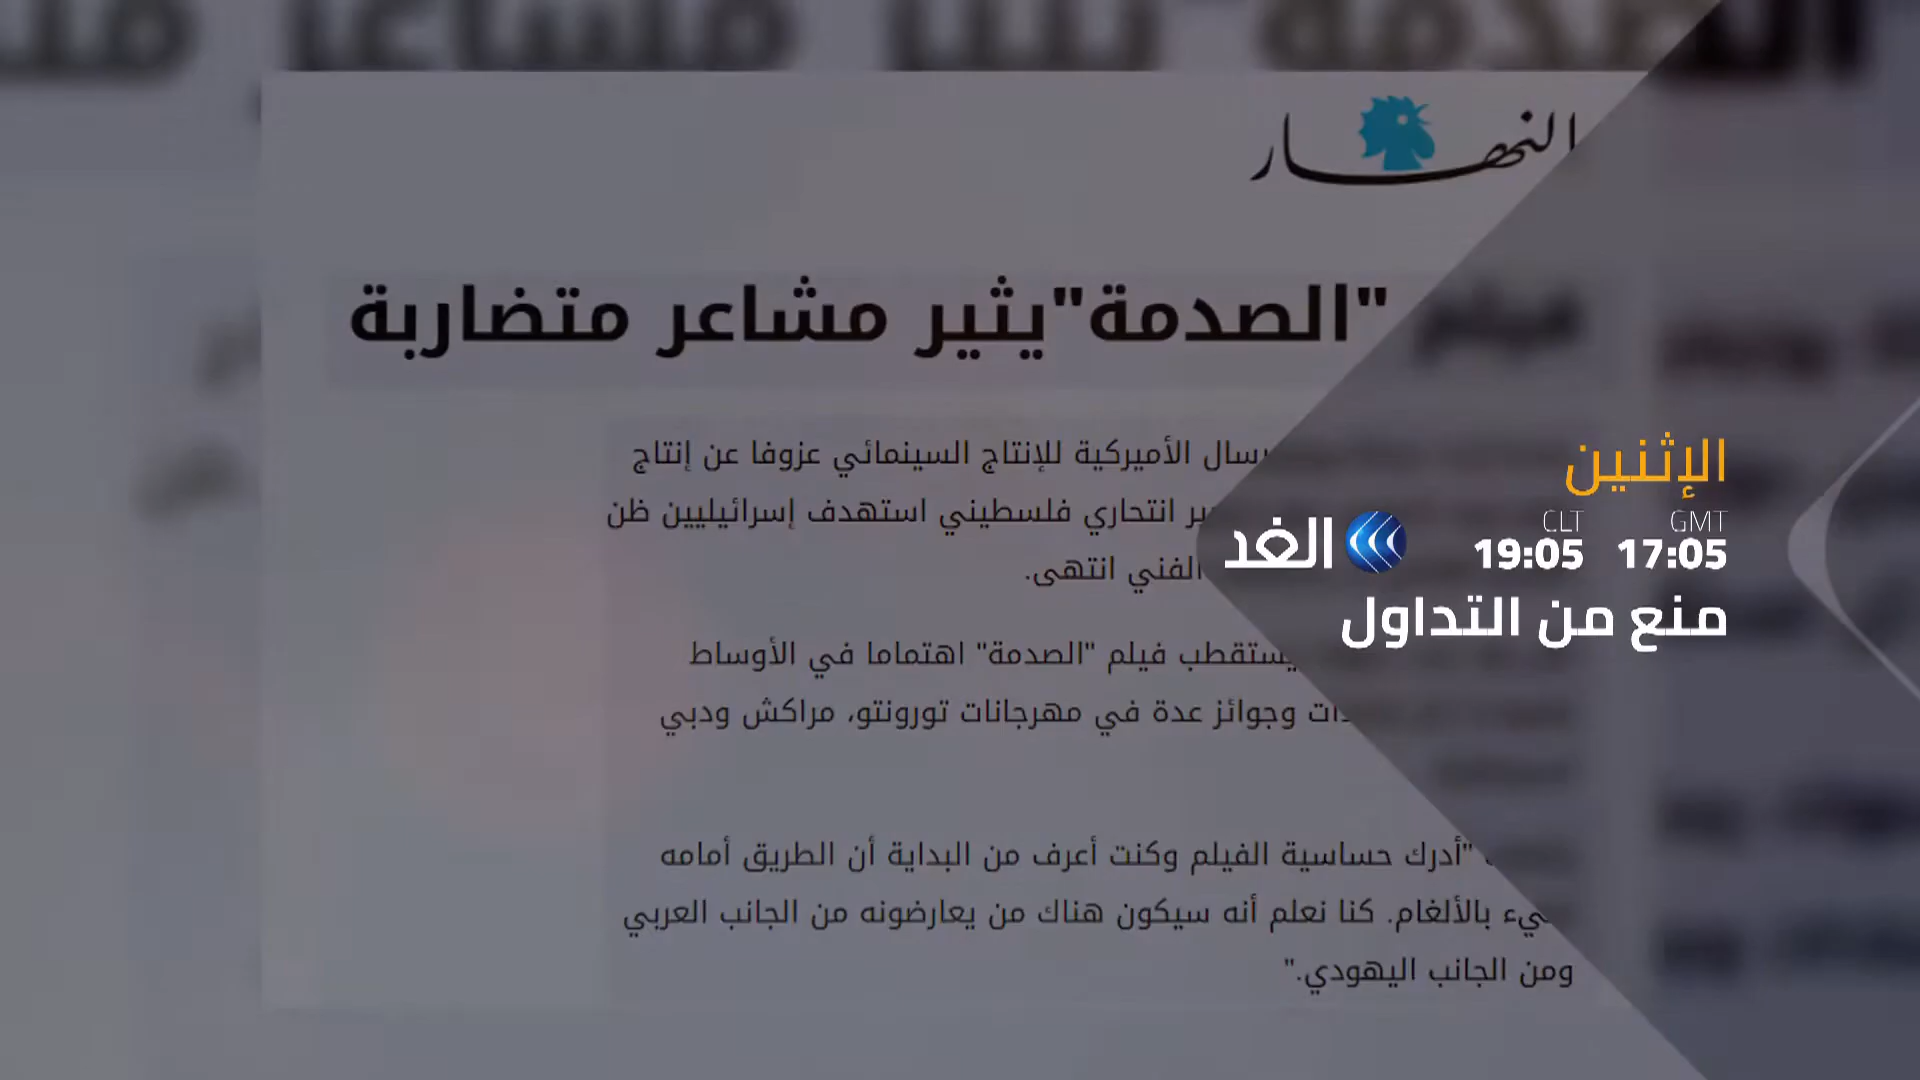 النهار
فيلم "الصدمة"يثير مشاعر متضاربة
الأميركية للإنتاج السينمائي عزوفا عن إنتاج
انتحاري فلسطيني استهدف إسرائيليين ظن
الفني انتهى.
يستقطب فيلم "الصدمة" اهتماما في الأوساط
وجوائز عدة في مهرجانات تورونتو، مراكش ودبي
"أدرك حساسية الفيلم وكنت أعرف من البداية أن الطريق أمامه
بالألغام. كنا نعلم أنه سيكون هناك من يعارضونه من الجانب العربي
ومن الجانب اليهودي."
الإثنين
GMT CLT
17:05 19:05
الغد
منع من التداول